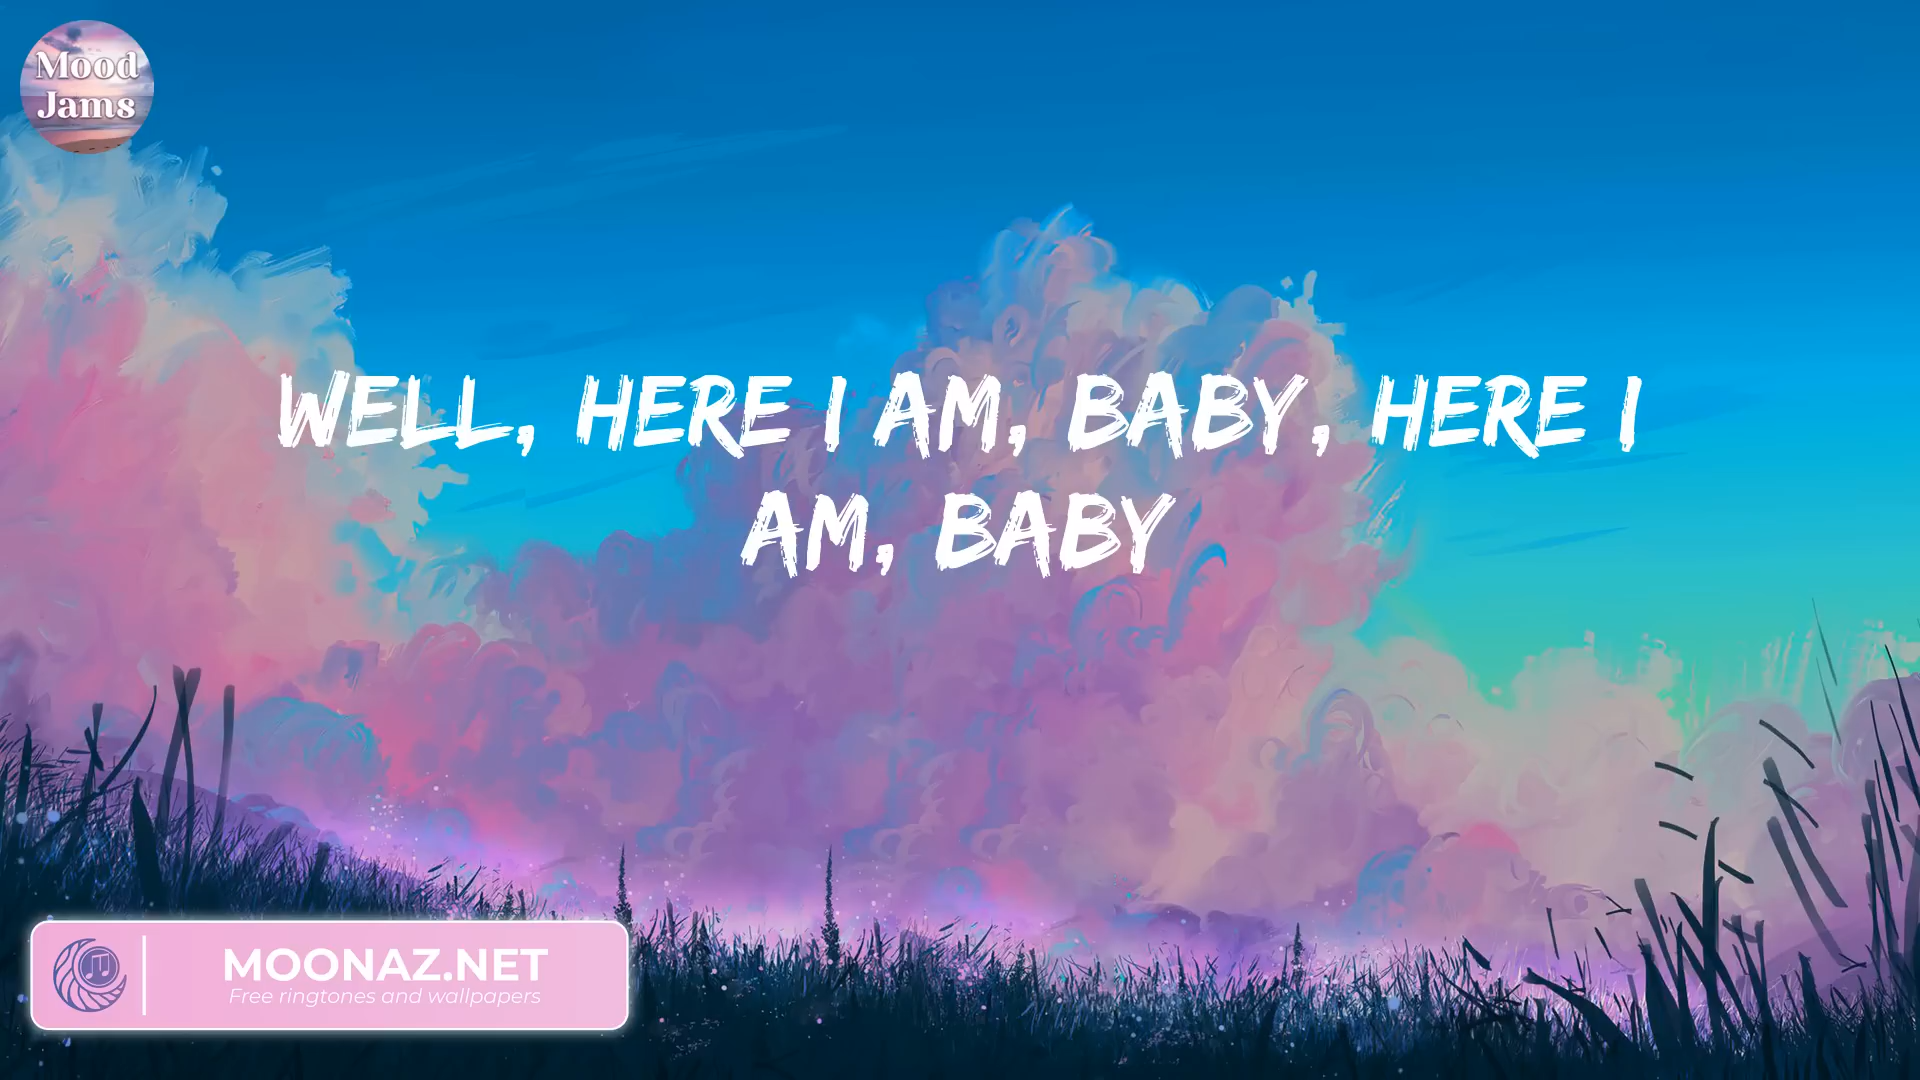 Mood
Jams
WELL, HERE I AM, BABY, HERE I
AM, BABY
MOONAZ.NET
Free ringtones and wallpapers